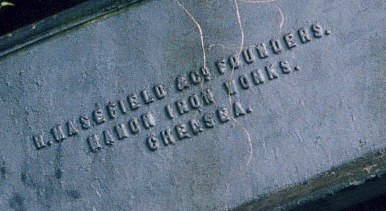 H. MASEFIELD & CO FOUNDERS.
MANOR IRON WORKS.
CHELSEA.